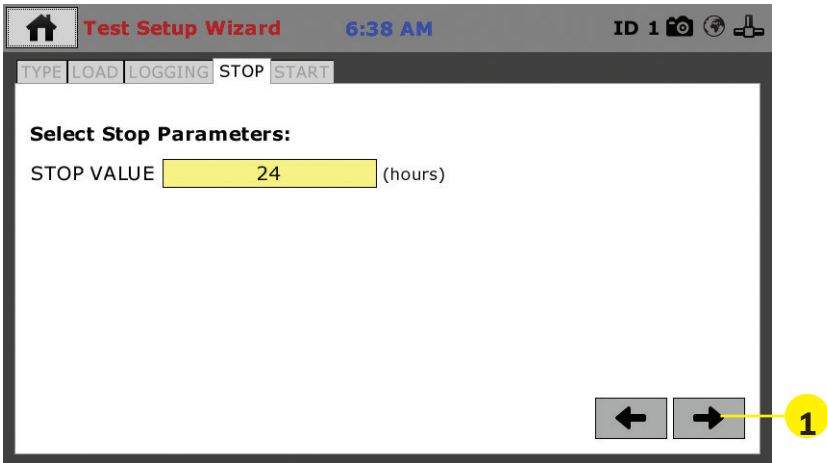 Test Setup Wizard 6:38 AM ID 1
TYPE LOAD LOGGING STOP START
Select Stop Parameters:
STOP VALUE 24 (hours)
1